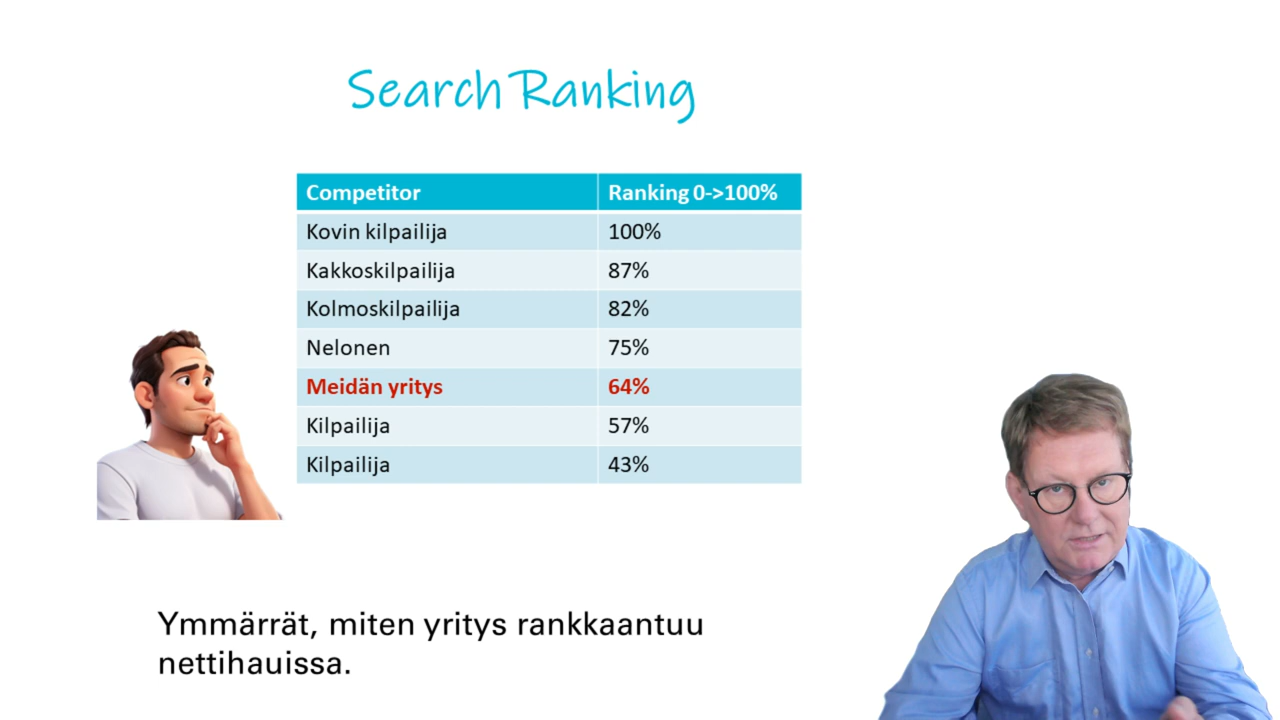 Search Ranking
Competitor Ranking 0->100%
Kovin kilpailija 100%
Kakkoskilpailija 87%
Kolmoskilpailija 82%
Nelonen 75%
Meidän yritys 64%
Kilpailija 57%
Kilpailija 43%
Ymmärrät, miten yritys rankkaantuu
nettihauissa.